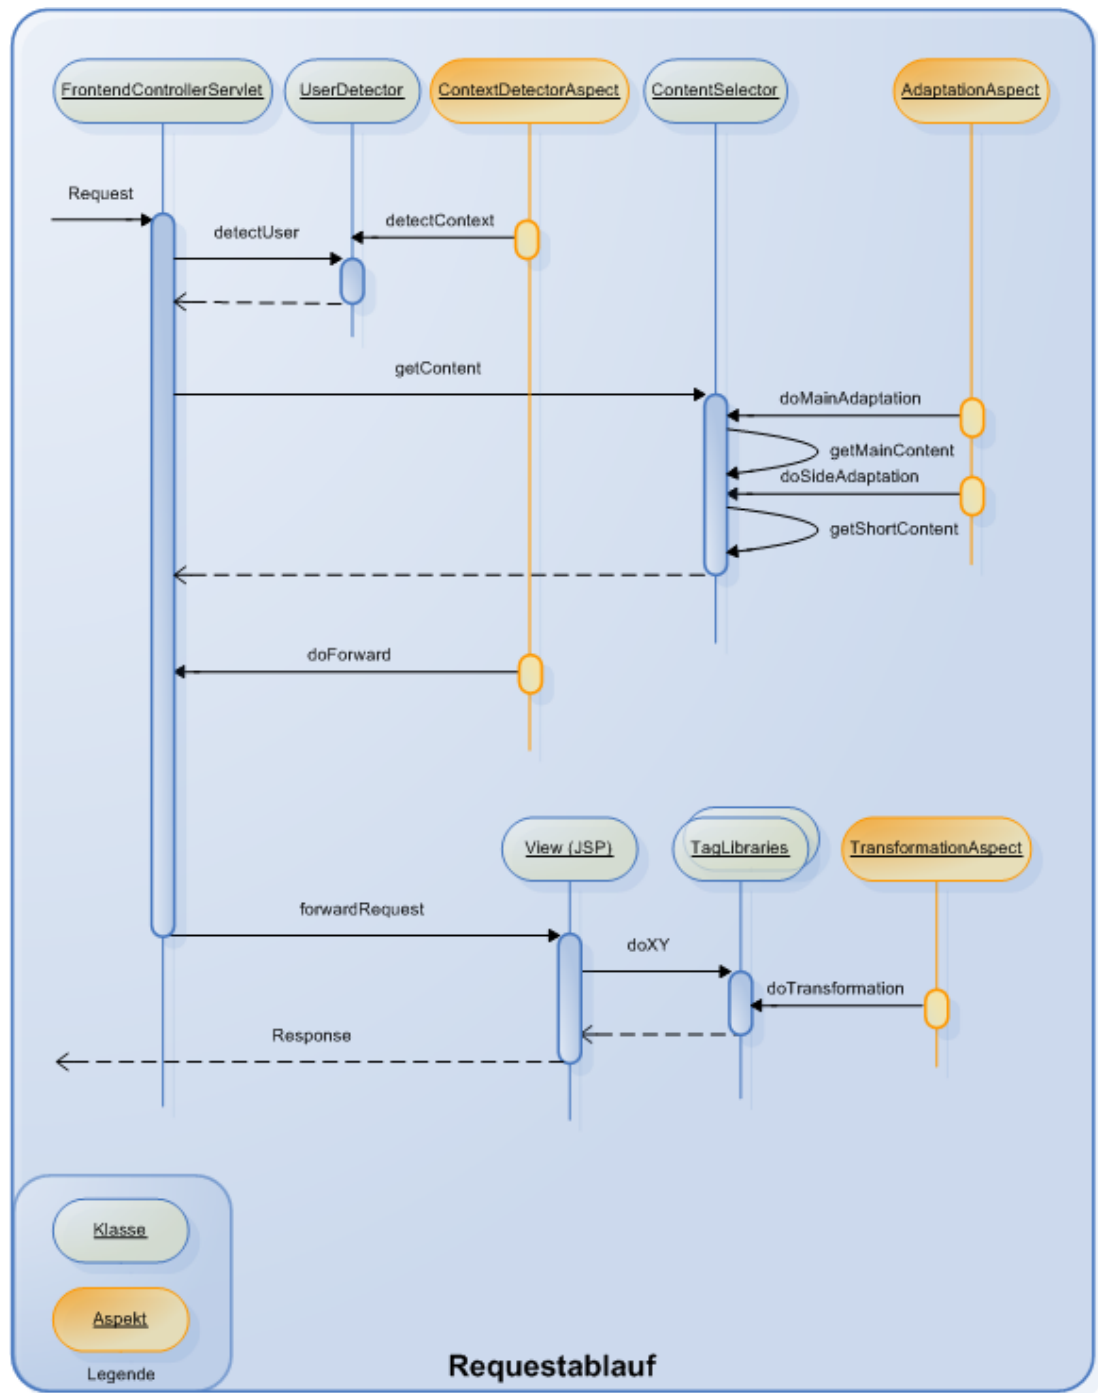 FrontendControllerServlet
UserDetector
ContextDetectorAspect
ContentSelector
AdaptationAspect
Request
detectUser
detectContext
getContent
doMainAdaptation
getMainContent
doSideAdaptation
getShortContent
doForward
View (JSP)
TagLibraries
TransformationAspect
forwardRequest
doXY
doTransformation
Response
Klasse
Aspekt
Legende
Requestablauf